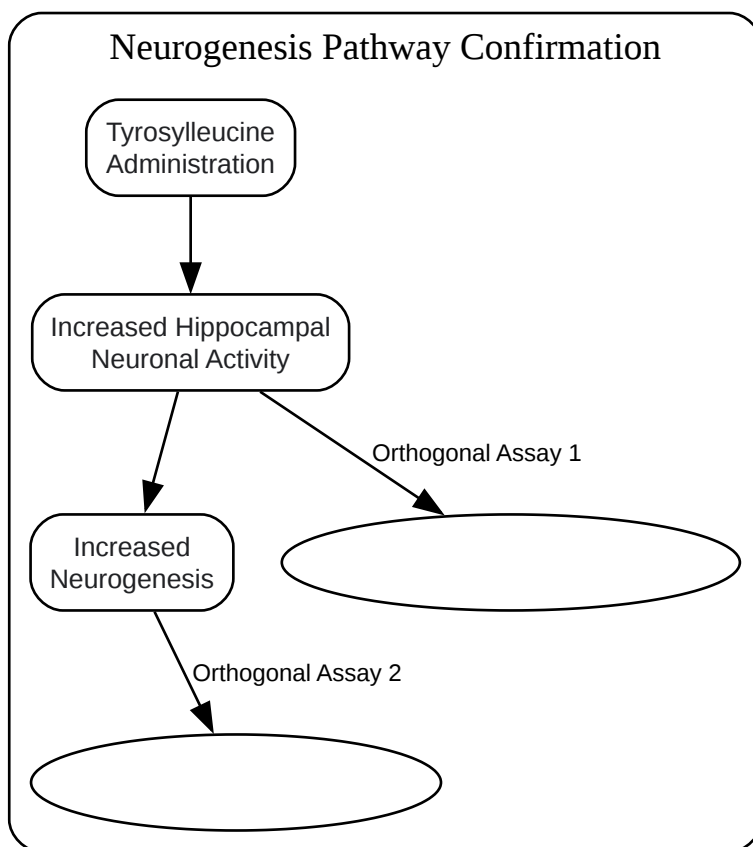 Neurogenesis Pathway Confirmation
Tyrosylleucine
Administration
Increased Hippocampal
Neuronal Activity
Orthogonal Assay 1
Increased
Neurogenesis
Orthogonal Assay 2